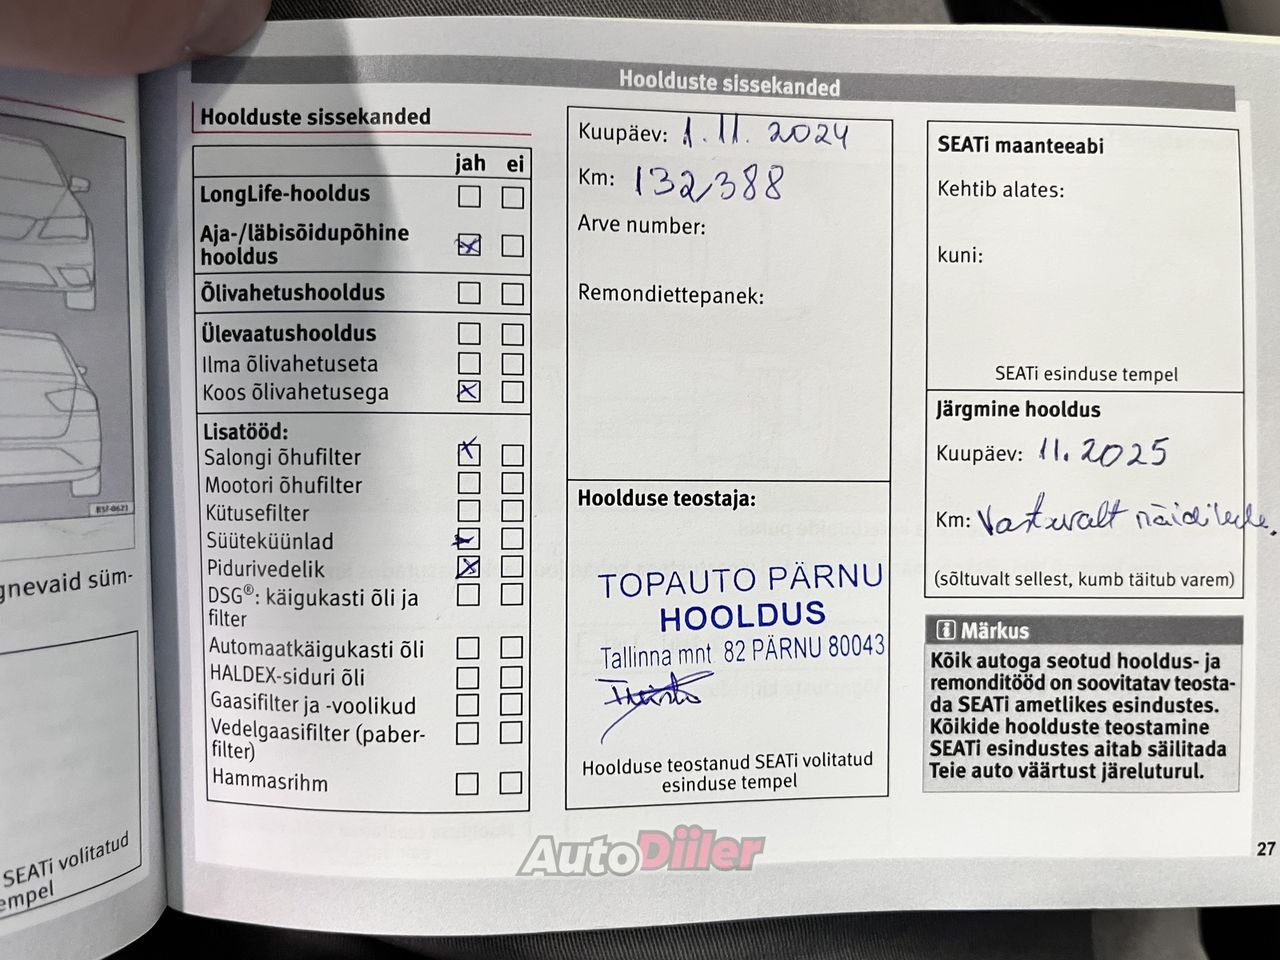 Hoolduste sissekanded
Hoolduste sissekanded
jah ei
LongLife-hooldus
Aja-/läbisõidupõhine
hooldus
Õlivahetushooldus
Ülevaatushooldus
Ilma õlivahetuseta
Koos õlivahetusega
Lisatööd:
Salongi õhufilter
Mootori õhufilter
Kütusefilter
Süüteküünlad
Pidurivedelik
DSG®: käigukasti õli ja
filter
Automaatkäigukasti õli
HALDEX-siduri õli
Gaasifilter ja -voolikud
Vedelgaasifilter (paber-
filter)
Hammasrihm
Kuupäev: 1.11.2024
Km: 132388
Arve number:
Remondiettepanek:
Hoolduse teostaja:
TOPAUTO PÄRNU
HOOLDUS
Tallinna mnt. 82 PÄRNU 80043
Hoolduse teostanud SEATi volitatud
esinduse tempel
SEATi maanteeabi
Kehtib alates:
kuni:
SEATi esinduse tempel
Järgmine hooldus
Kuupäev: 11.2025
Km: Vastavalt näidikule.
(sõltuvalt sellest, kumb täitub varem)
i Märkus
Kõik autoga seotud hooldus- ja
remonditööd on soovitatav teosta-
da SEATi ametlikes esindustes.
Kõikide hoolduste teostamine
SEATi esindustes aitab säilitada
Teie auto väärtust järeluturul.
27
B5F-0671
gnevaid süm-
SEATi volitatud
empel
AutoDiiler